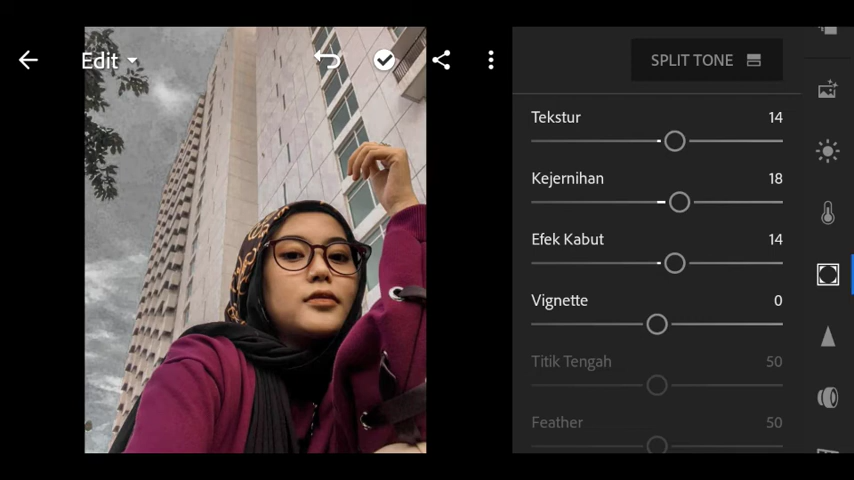 Edit
SPLIT TONE
Tekstur 14
Kejernihan 18
Efek Kabut 14
Vignette 0
Titik Tengah 50
Feather 50